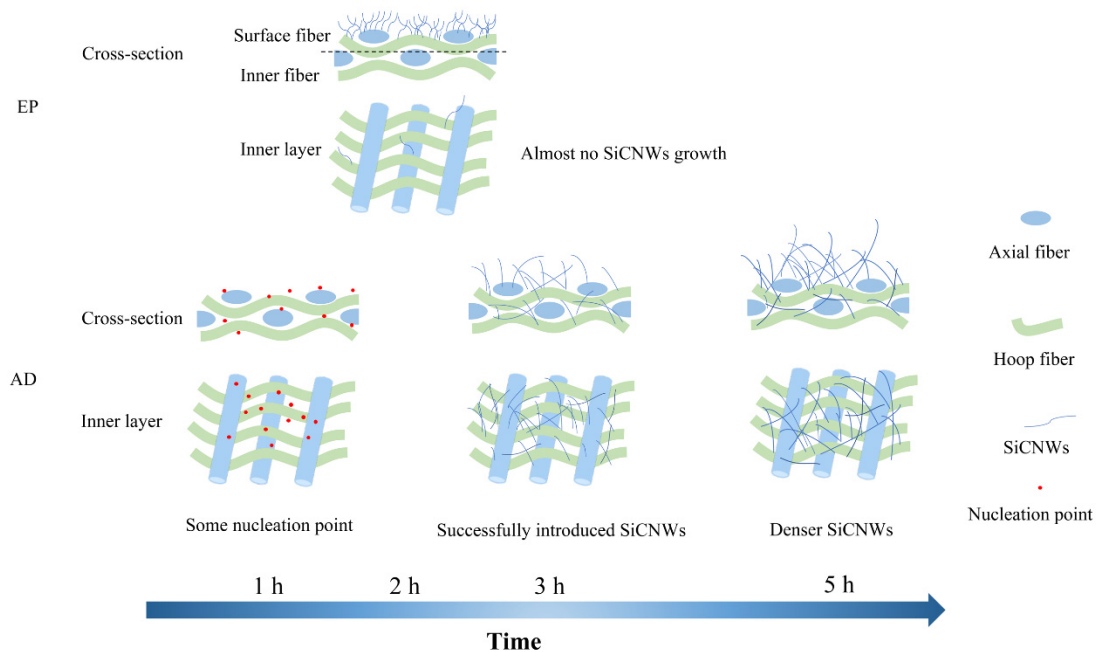 Surface fiber
Cross-section
Inner fiber
EP
Inner layer
Almost no SiCNWs growth
Axial fiber
Cross-section
Hoop fiber
AD
Inner layer
SiCNWs
Nucleation point
Some nucleation point
Successfully introduced SiCNWs
Denser SiCNWs
1 h
2 h
3 h
5 h
Time